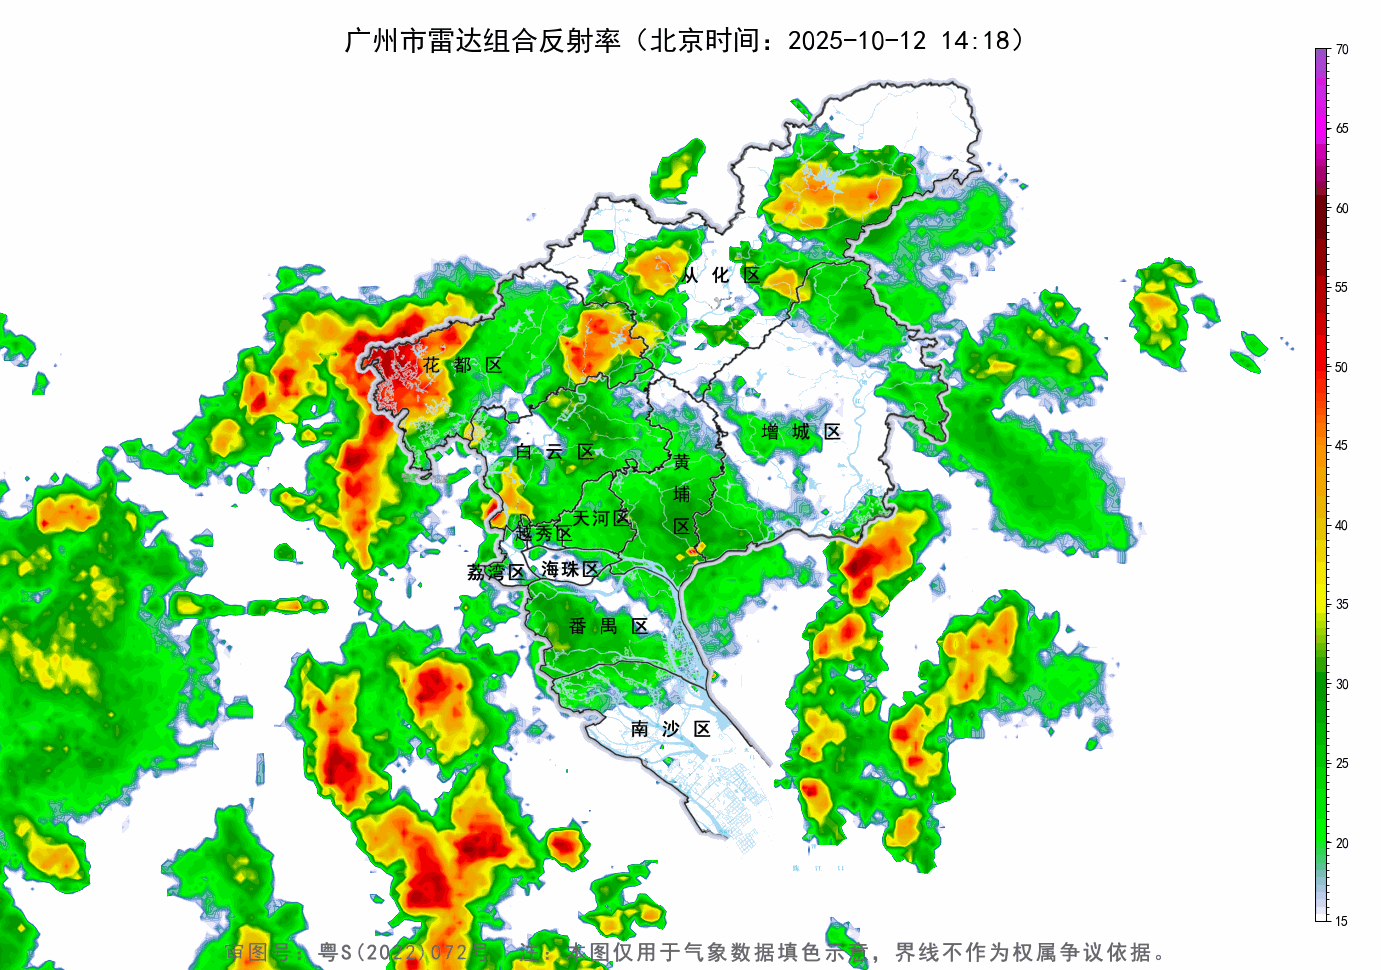 广州市雷达组合反射率（北京时间：2025-10-12 14:18）
70
65
60
55
50
45
40
35
30
25
20
15
从化区
花都区
增城区
白云区
黄埔区
天河区
越秀区
荔湾区
海珠区
番禺区
南沙区
审图号：粤S(2022)072号 注：本图仅用于气象数据填色示意，界线不作为权属争议依据。